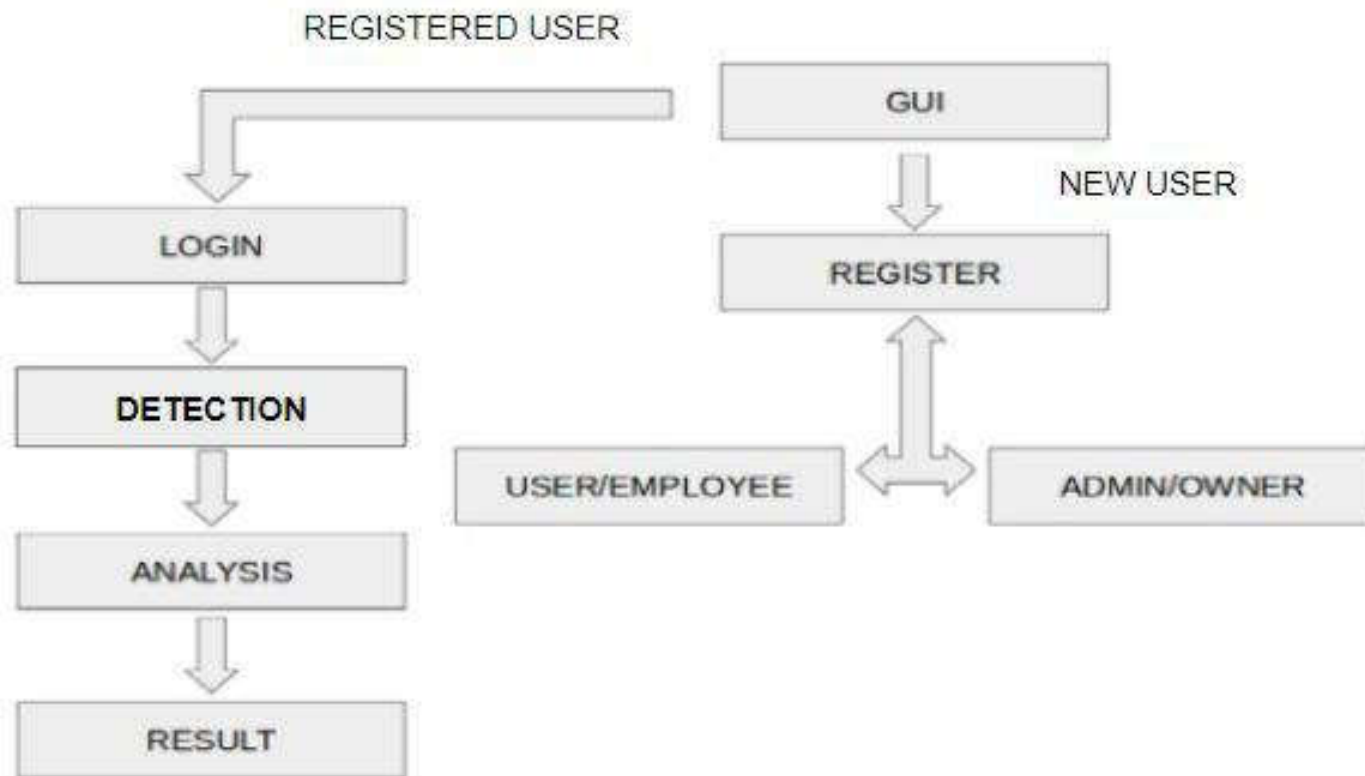 REGISTERED USER
GUI
NEW USER
LOGIN
REGISTER
DETECTION
USER/EMPLOYEE
ADMIN/OWNER
ANALYSIS
RESULT